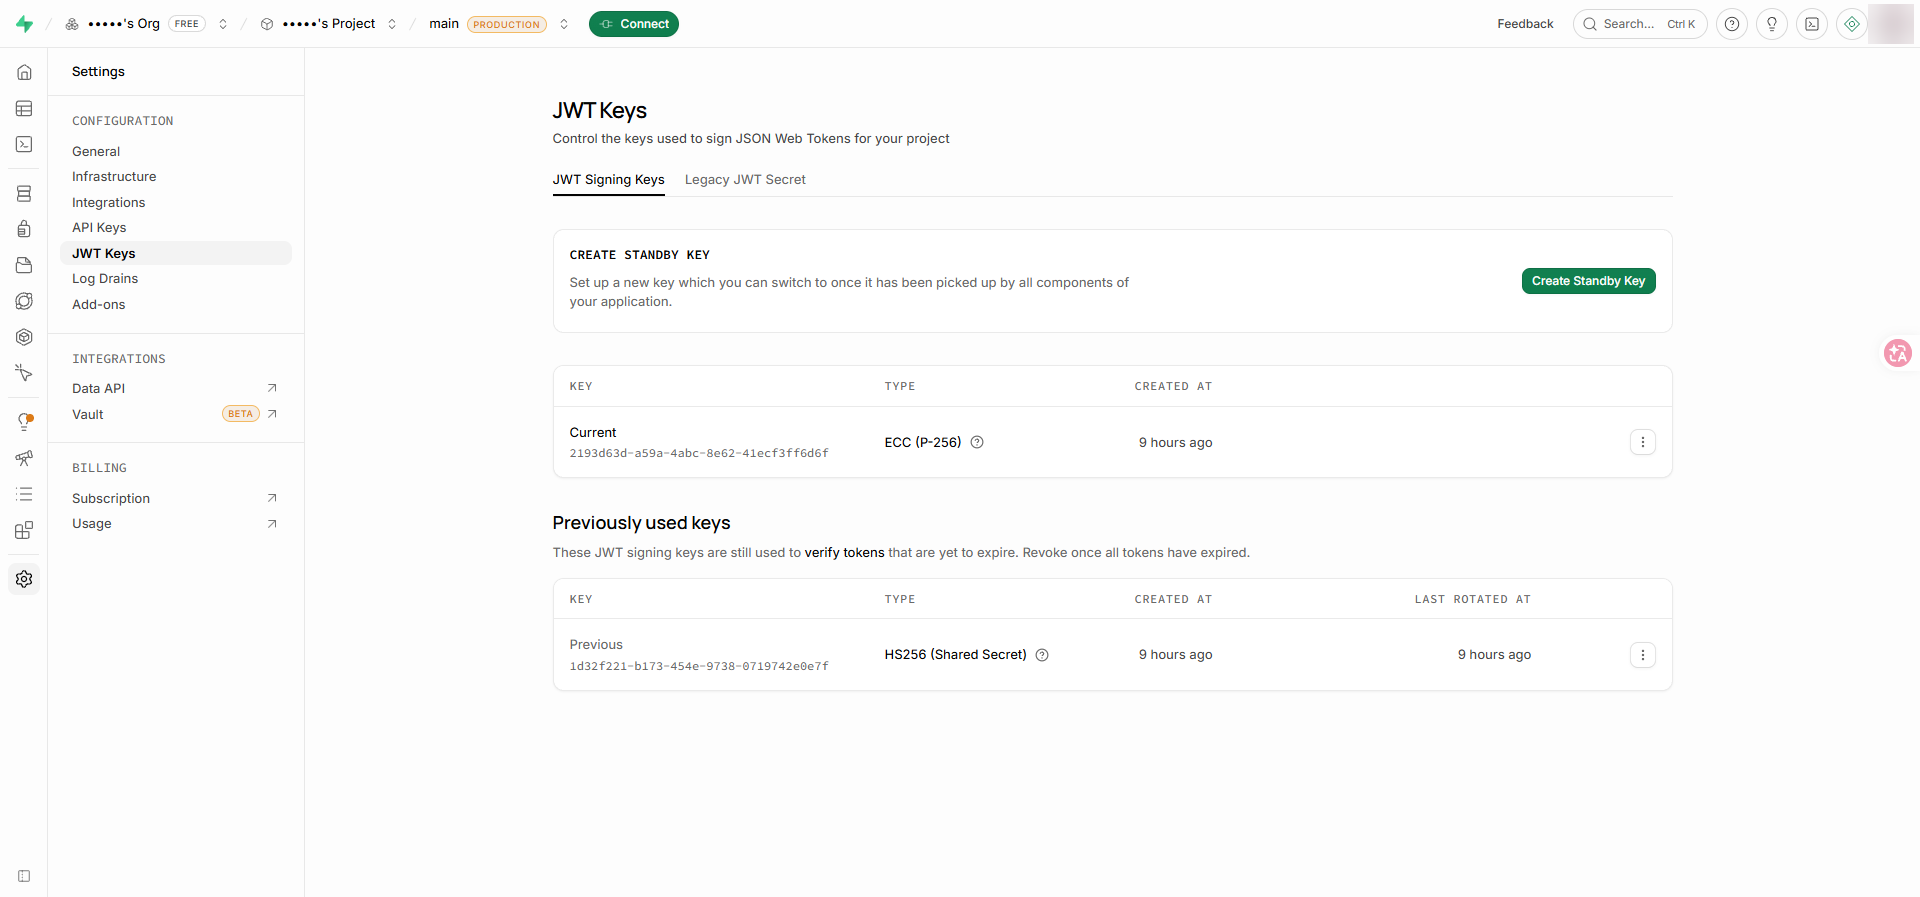 •••••'s Org FREE
•••••'s Project
main PRODUCTION
Connect
Feedback
Search... Ctrl K
Settings
CONFIGURATION
General
Infrastructure
Integrations
API Keys
JWT Keys
Log Drains
Add-ons
INTEGRATIONS
Data API
Vault BETA
BILLING
Subscription
Usage
JWT Keys
Control the keys used to sign JSON Web Tokens for your project
JWT Signing Keys Legacy JWT Secret
CREATE STANDBY KEY
Set up a new key which you can switch to once it has been picked up by all components of
your application.
Create Standby Key
KEY TYPE CREATED AT
Current
2193d63d-a59a-4abc-8e62-41ecf3ff6d6f
ECC (P-256)
9 hours ago
Previously used keys
These JWT signing keys are still used to verify tokens that are yet to expire. Revoke once all tokens have expired.
KEY TYPE CREATED AT LAST ROTATED AT
Previous
1d32f221-b173-454e-9738-0719742e0e7f
HS256 (Shared Secret)
9 hours ago
9 hours ago